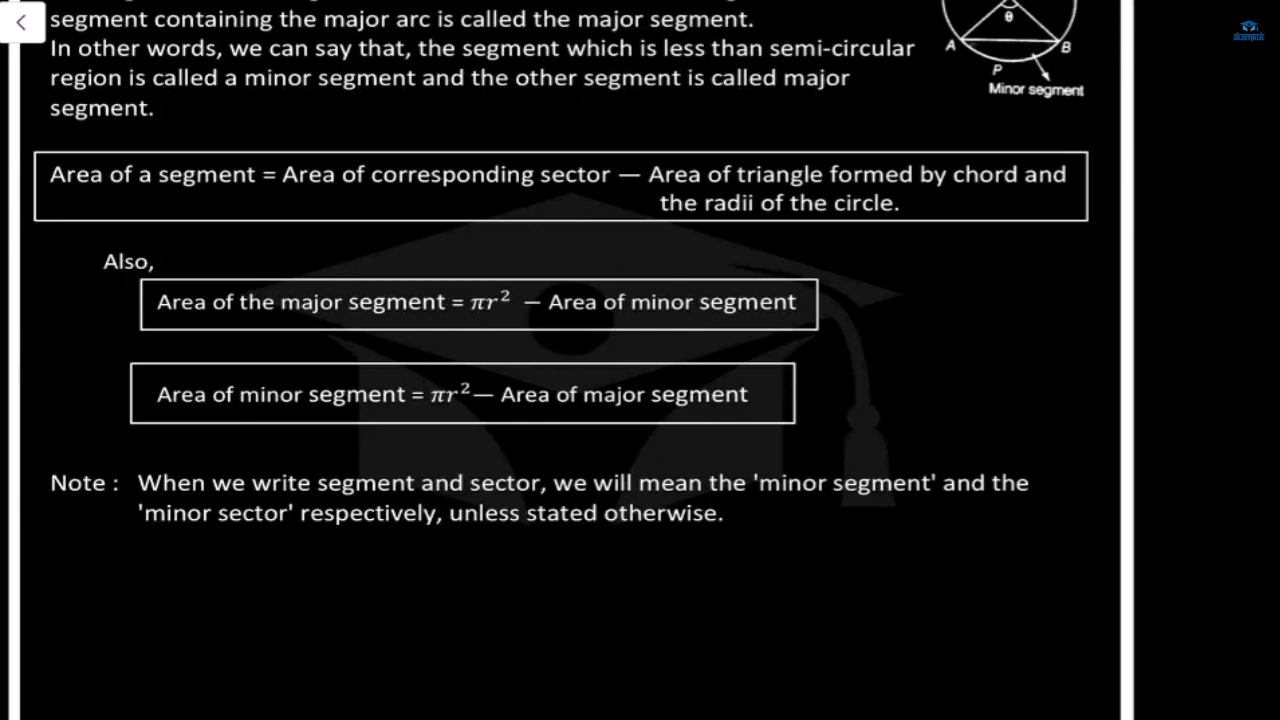 segment containing the major arc is called the major segment.
In other words, we can say that, the segment which is less than semi-circular
region is called a minor segment and the other segment is called major
segment.
θ
A
B
P
Minor segment
Area of a segment = Area of corresponding sector — Area of triangle formed by chord and
the radii of the circle.
Also,
Area of the major segment = πr² − Area of minor segment
Area of minor segment = πr²— Area of major segment
Note : When we write segment and sector, we will mean the 'minor segment' and the
'minor sector' respectively, unless stated otherwise.